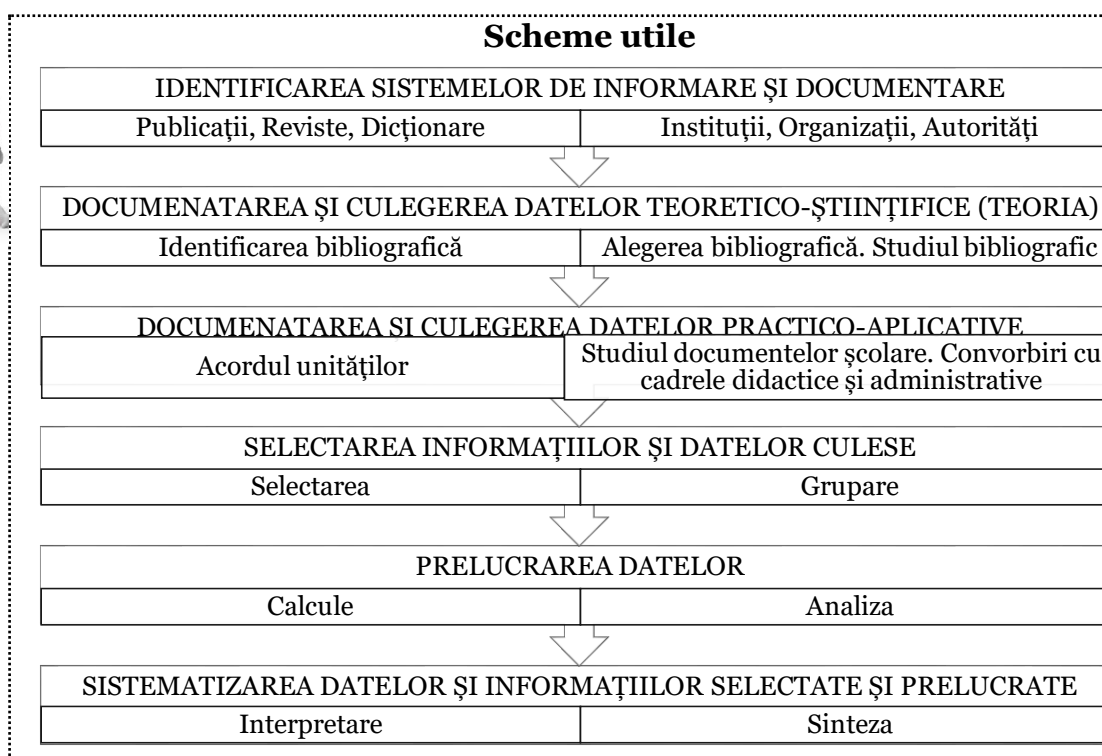 Scheme utile
IDENTIFICAREA SISTEMELOR DE INFORMARE ȘI DOCUMENTARE
Publicații, Reviste, Dicționare
Instituții, Organizații, Autorități
DOCUMENATAREA ȘI CULEGEREA DATELOR TEORETICO-ȘTIINȚIFICE (TEORIA)
Identificarea bibliografică
Alegerea bibliografică. Studiul bibliografic
DOCUMENATAREA ȘI CULEGEREA DATELOR PRACTICO-APLICATIVE
Acordul unităților
Studiul documentelor școlare. Convorbiri cu
cadrele didactice și administrative
SELECTAREA INFORMAȚIILOR ȘI DATELOR CULESE
Selectarea
Grupare
PRELUCRAREA DATELOR
Calcule
Analiza
SISTEMATIZAREA DATELOR ȘI INFORMAȚIILOR SELECTATE ȘI PRELUCRATE
Interpretare
Sinteza